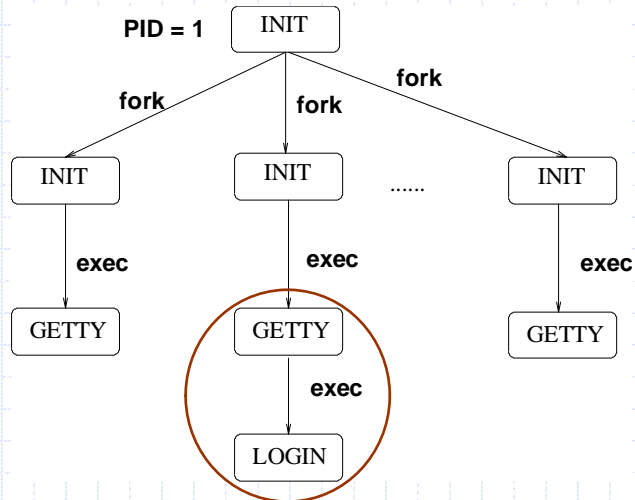 PID = 1 INIT
fork fork fork
INIT INIT ...... INIT
exec exec exec
GETTY GETTY GETTY
exec
LOGIN